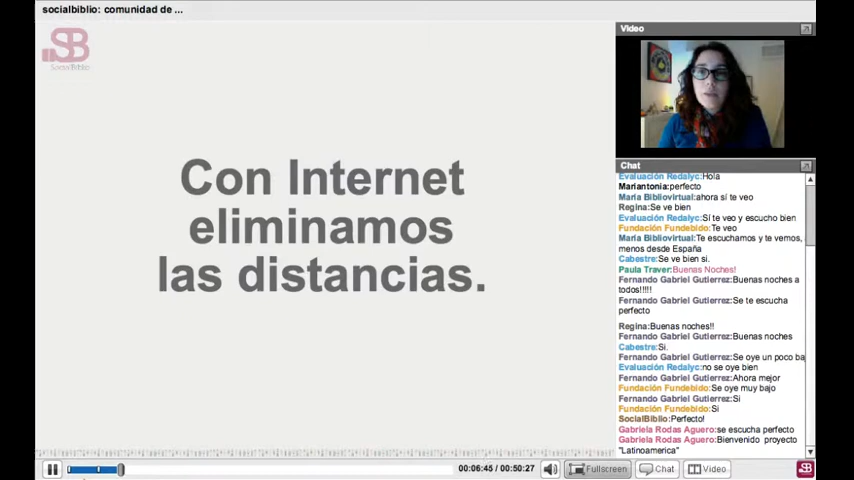 socialbiblio: comunidad de ...
SB
SocialBiblio
Con Internet
eliminamos
las distancias.
Video
Chat
Evaluación Redalyc:Hola
Mariantonia:perfecto
María Bibliovirtual:ahora sí te veo
Regina:Se ve bien
Evaluación Redalyc:Sí te veo y escucho bien
Fundación Fundebido:Te veo
María Bibliovirtual:Te escuchamos y te vemos,
menos desde España
Cabestre:Se ve bien si.
Paula Traver:Buenas Noches!
Fernando Gabriel Gutierrez:Buenas noches a
todos!!!!!
Fernando Gabriel Gutierrez:Se te escucha
perfecto
Regina:Buenas noches!!
Fernando Gabriel Gutierrez:Buenas noches
Cabestre:Si.
Fernando Gabriel Gutierrez:Se oye un poco baj
Evaluación Redalyc:no se oye bien
Fernando Gabriel Gutierrez:Ahora mejor
Fundación Fundebido:Se oye muy bajo
Fernando Gabriel Gutierrez:Si
Fundación Fundebido:Si
SocialBiblio:Perfecto!
Gabriela Rodas Aguero:se escucha perfecto
Gabriela Rodas Aguero:Bienvenido proyecto
"Latinoamerica"
00:06:45 / 00:50:27
Fullscreen
Chat
Video
SB